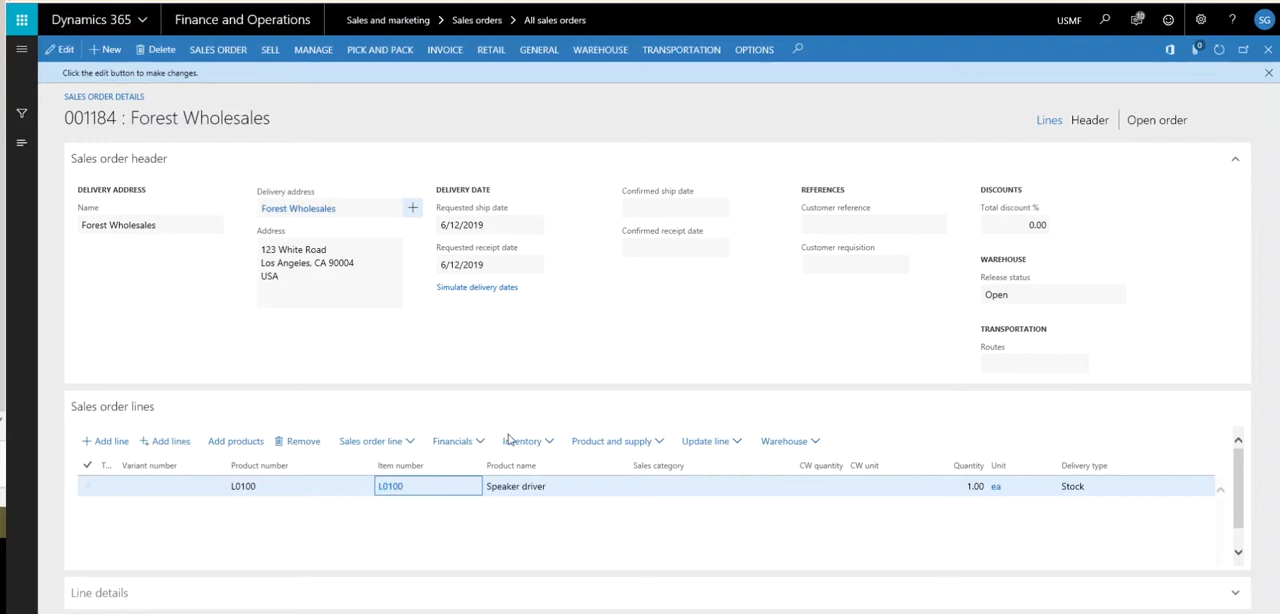 Dynamics 365 Finance and Operations Sales and marketing Sales orders All sales orders USMF 10 ? SG
Edit New Delete SALES ORDER SELL MANAGE PICK AND PACK INVOICE RETAIL GENERAL WAREHOUSE TRANSPORTATION OPTIONS 0
Click the edit button to make changes.
SALES ORDER DETAILS
001184 : Forest Wholesales
Lines Header Open order
Sales order header
DELIVERY ADDRESS
Name
Forest Wholesales
Delivery address
Forest Wholesales
Address
123 White Road
Los Angeles, CA 90004
USA
DELIVERY DATE
Requested ship date
6/12/2019
Requested receipt date
6/12/2019
Simulate delivery dates
Confirmed ship date
Confirmed receipt date
REFERENCES
Customer reference
Customer requisition
DISCOUNTS
Total discount %
0.00
WAREHOUSE
Release status
Open
TRANSPORTATION
Routes
Sales order lines
Add line Add lines Add products Remove Sales order line Financials Inventory Product and supply Update line Warehouse
T... Variant number Product number Item number Product name Sales category CW quantity CW unit Quantity Unit Delivery type
L0100 L0100 Speaker driver 1.00 ea Stock
Line details